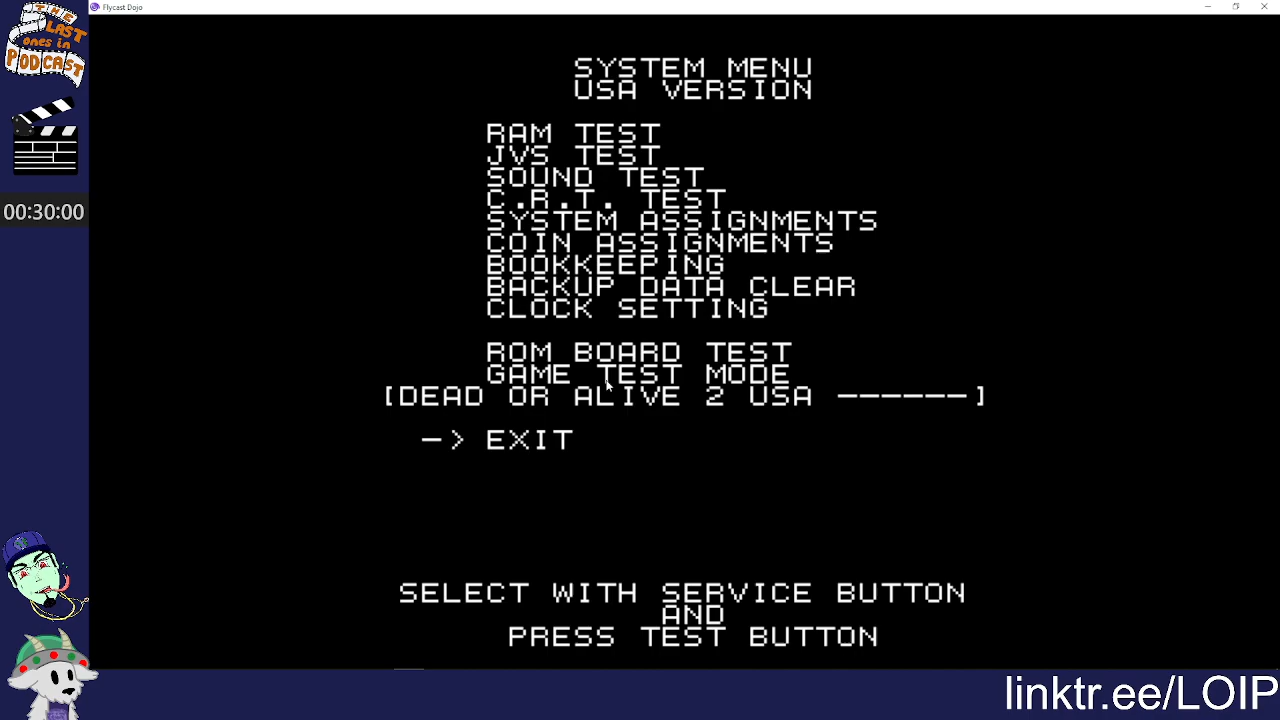 THE
LAST
ones in
PODCAST
00:30:00
Flycast Dojo
SYSTEM MENU
USA VERSION
RAM TEST
JVS TEST
SOUND TEST
C.R.T. TEST
SYSTEM ASSIGNMENTS
COIN ASSIGNMENTS
BOOKKEEPING
BACKUP DATA CLEAR
CLOCK SETTING
ROM BOARD TEST
GAME TEST MODE
[DEAD OR ALIVE 2 USA ------]
-> EXIT
SELECT WITH SERVICE BUTTON
AND
PRESS TEST BUTTON
linktr.ee/LOIP